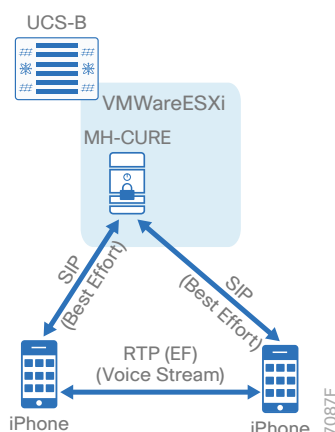 UCS-B
VMWareESXi
MH-CURE
SIP
(Best Effort)
SIP
(Best Effort)
RTP (EF)
(Voice Stream)
iPhone
iPhone